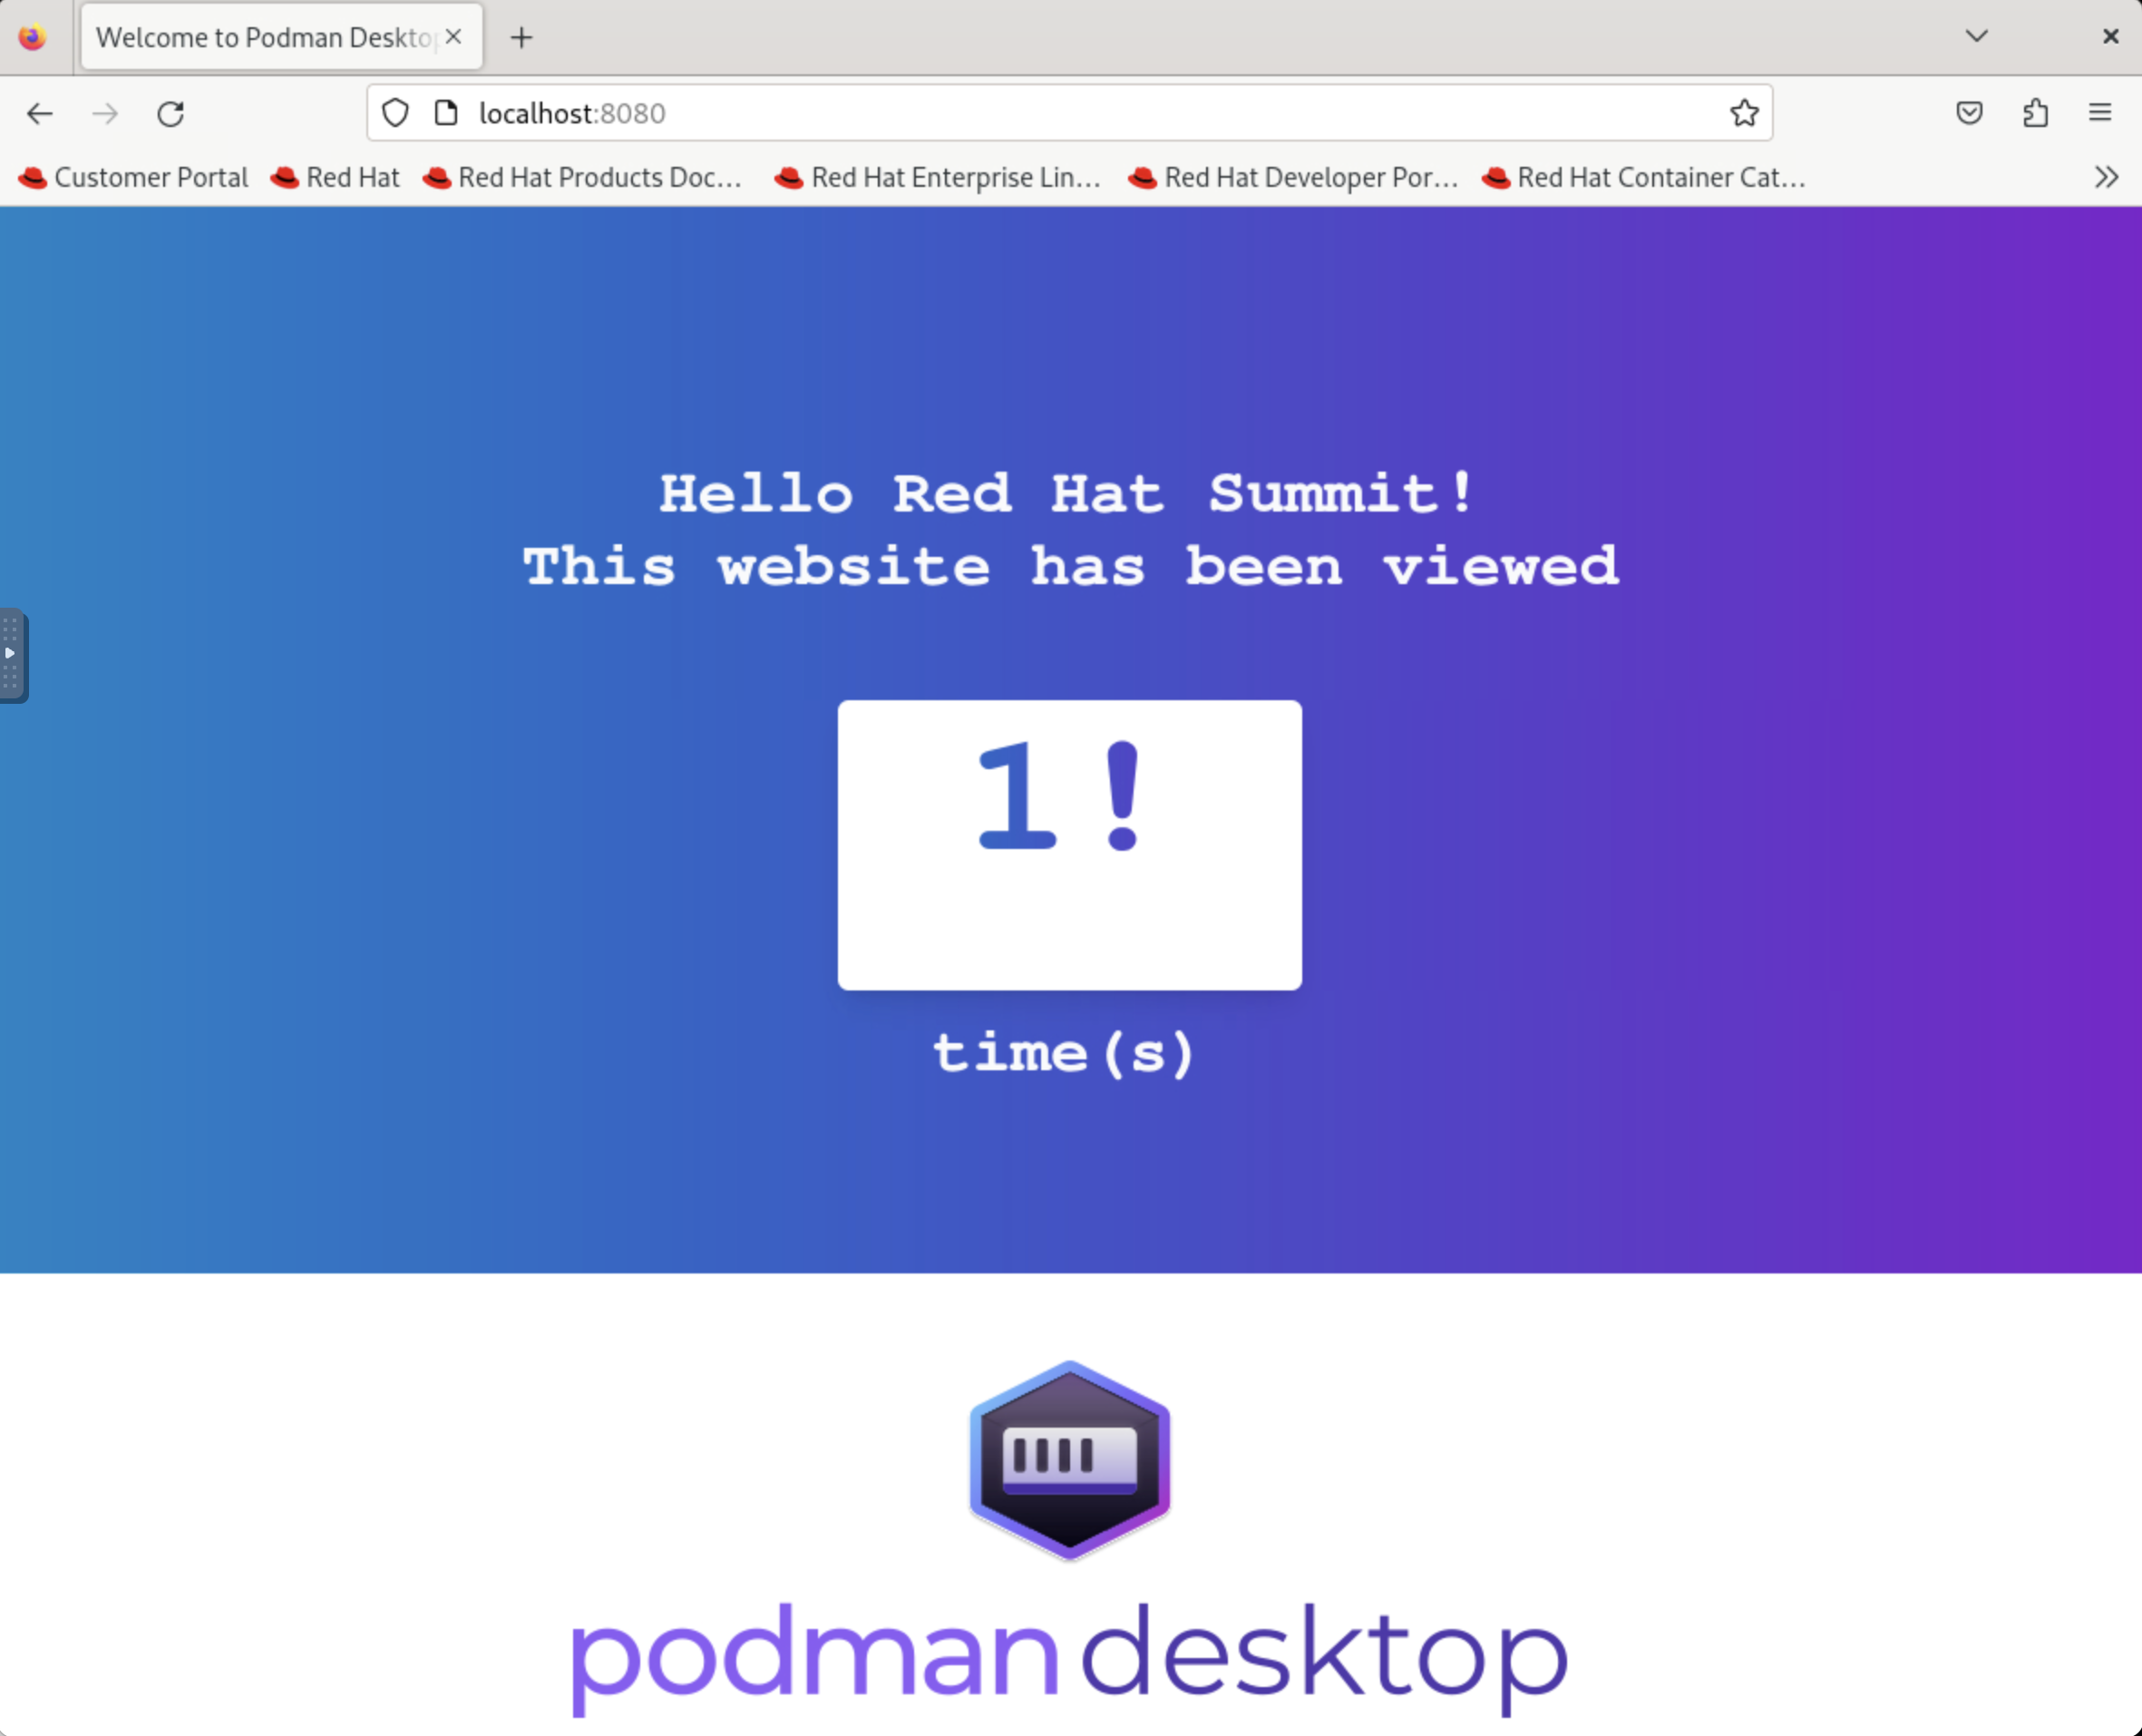 Welcome to Podman Deskto
localhost:8080
Customer Portal
Red Hat
Red Hat Products Doc…
Red Hat Enterprise Lin…
Red Hat Developer Por…
Red Hat Container Cat…
Hello Red Hat Summit!
This website has been viewed
1!
time(s)
podman desktop